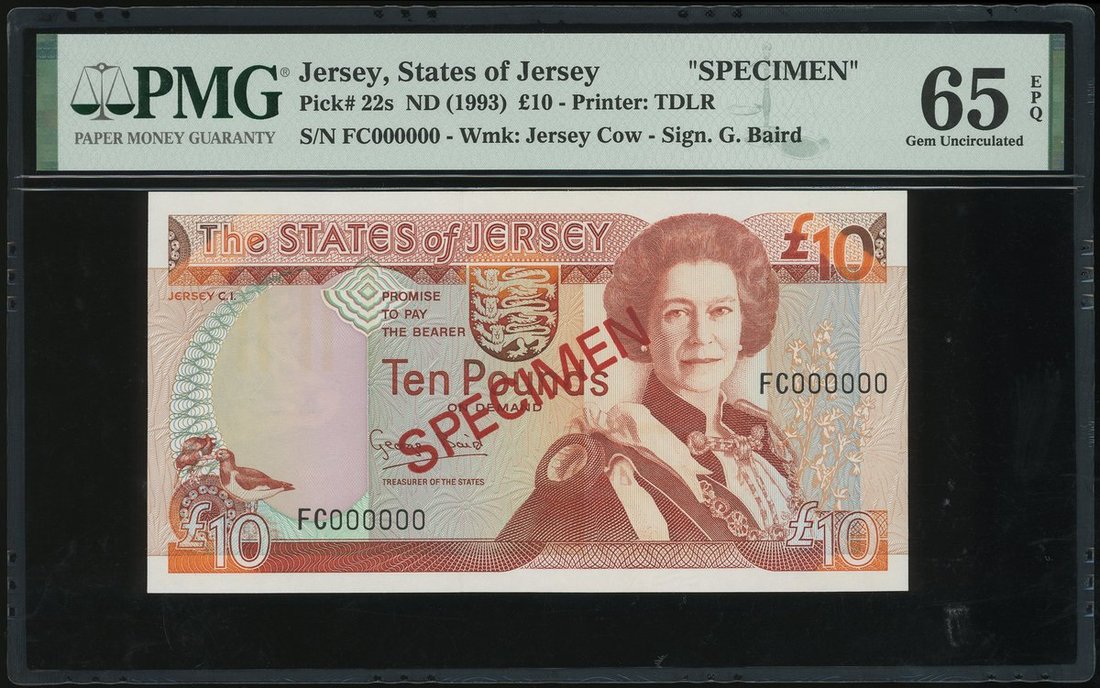 PMG®
PAPER MONEY GUARANTY
Jersey, States of Jersey "SPECIMEN"
Pick# 22s ND (1993) £10 - Printer: TDLR
S/N FC000000 - Wmk: Jersey Cow - Sign. G. Baird
65
EPQ
Gem Uncirculated
The STATES of JERSEY
£10
JERSEY C.I.
PROMISE
TO PAY
THE BEARER
Ten Pounds
ON DEMAND
SPECIMEN
FC000000
George Baird
TREASURER OF THE STATES
FC000000
£10
£10